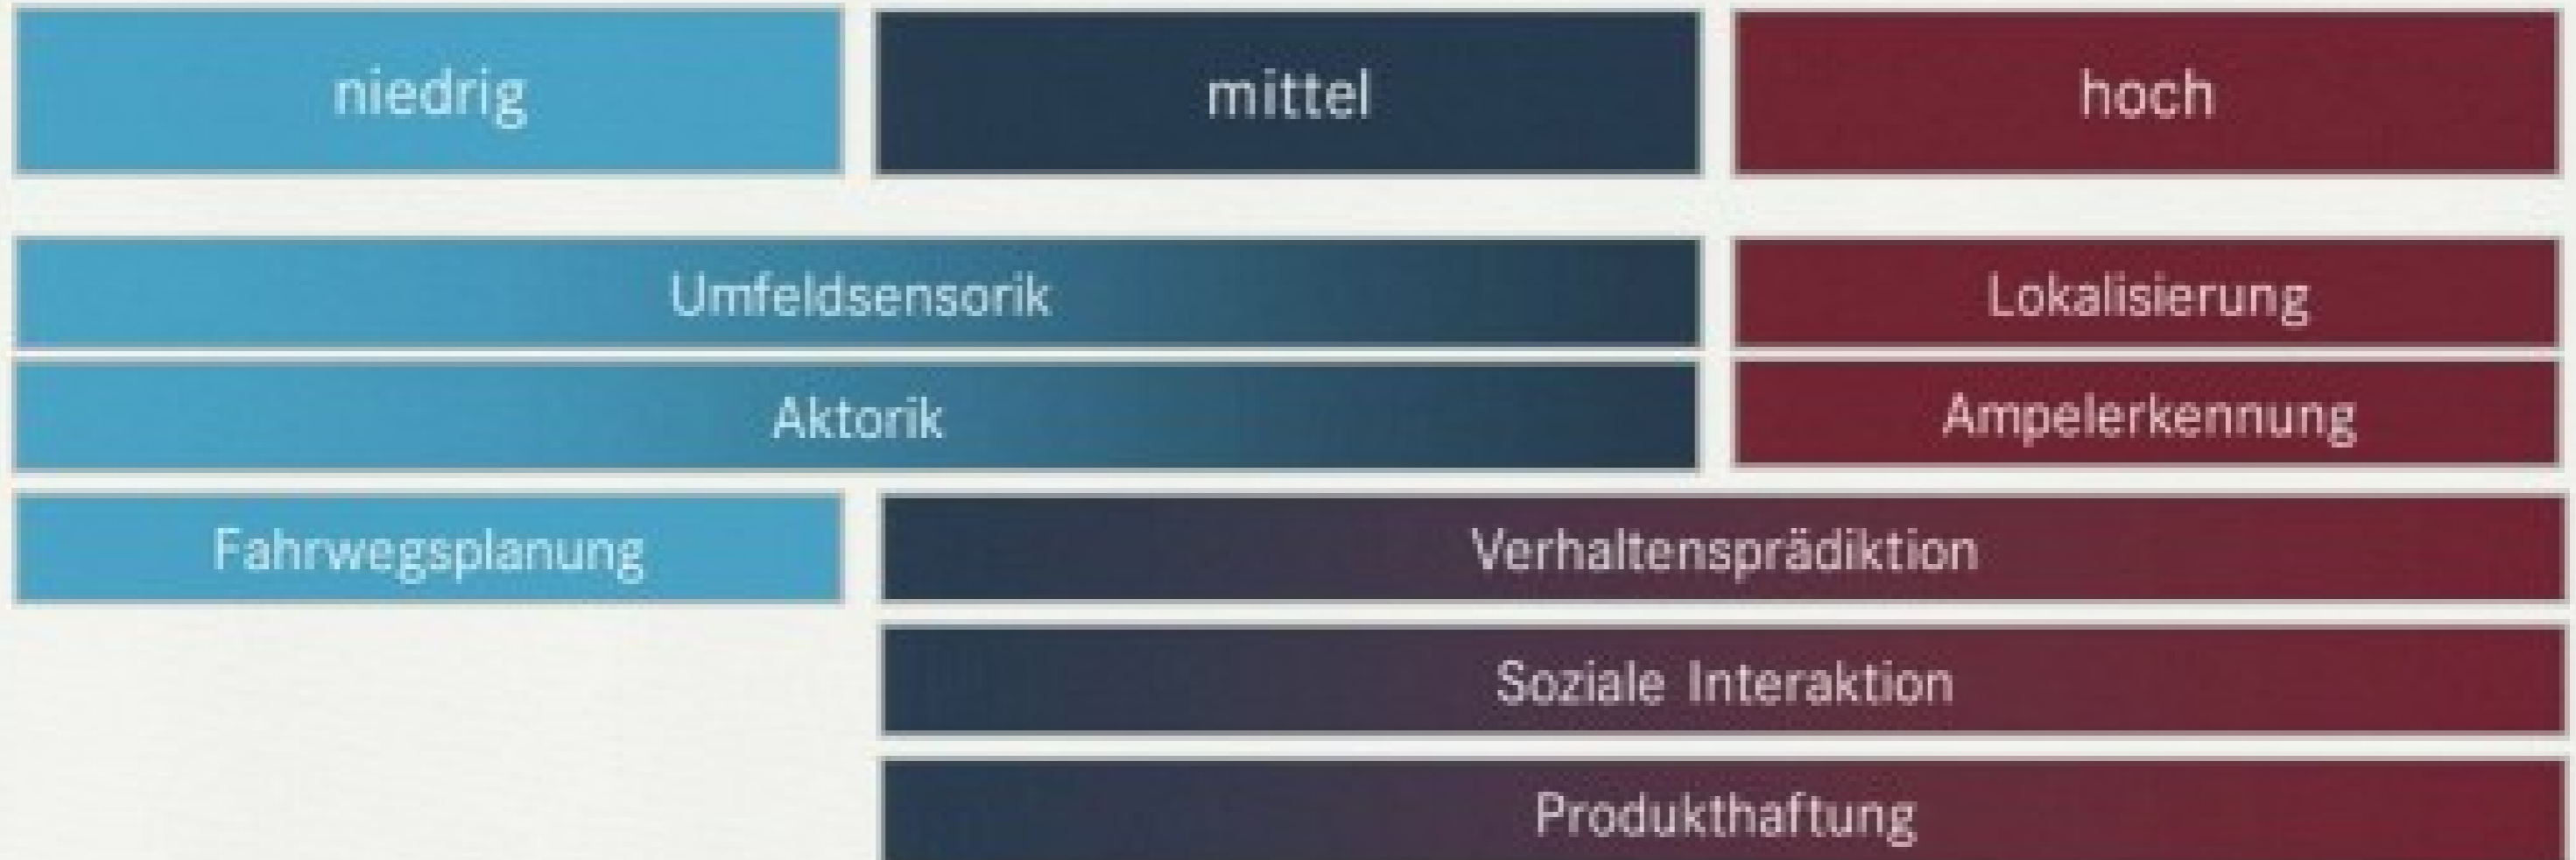 niedrig mittel hoch
Umfeldsensorik Lokalisierung
Aktorik Ampelerkennung
Fahrwegsplanung Verhaltensprädiktion
Soziale Interaktion
Produkthaftung